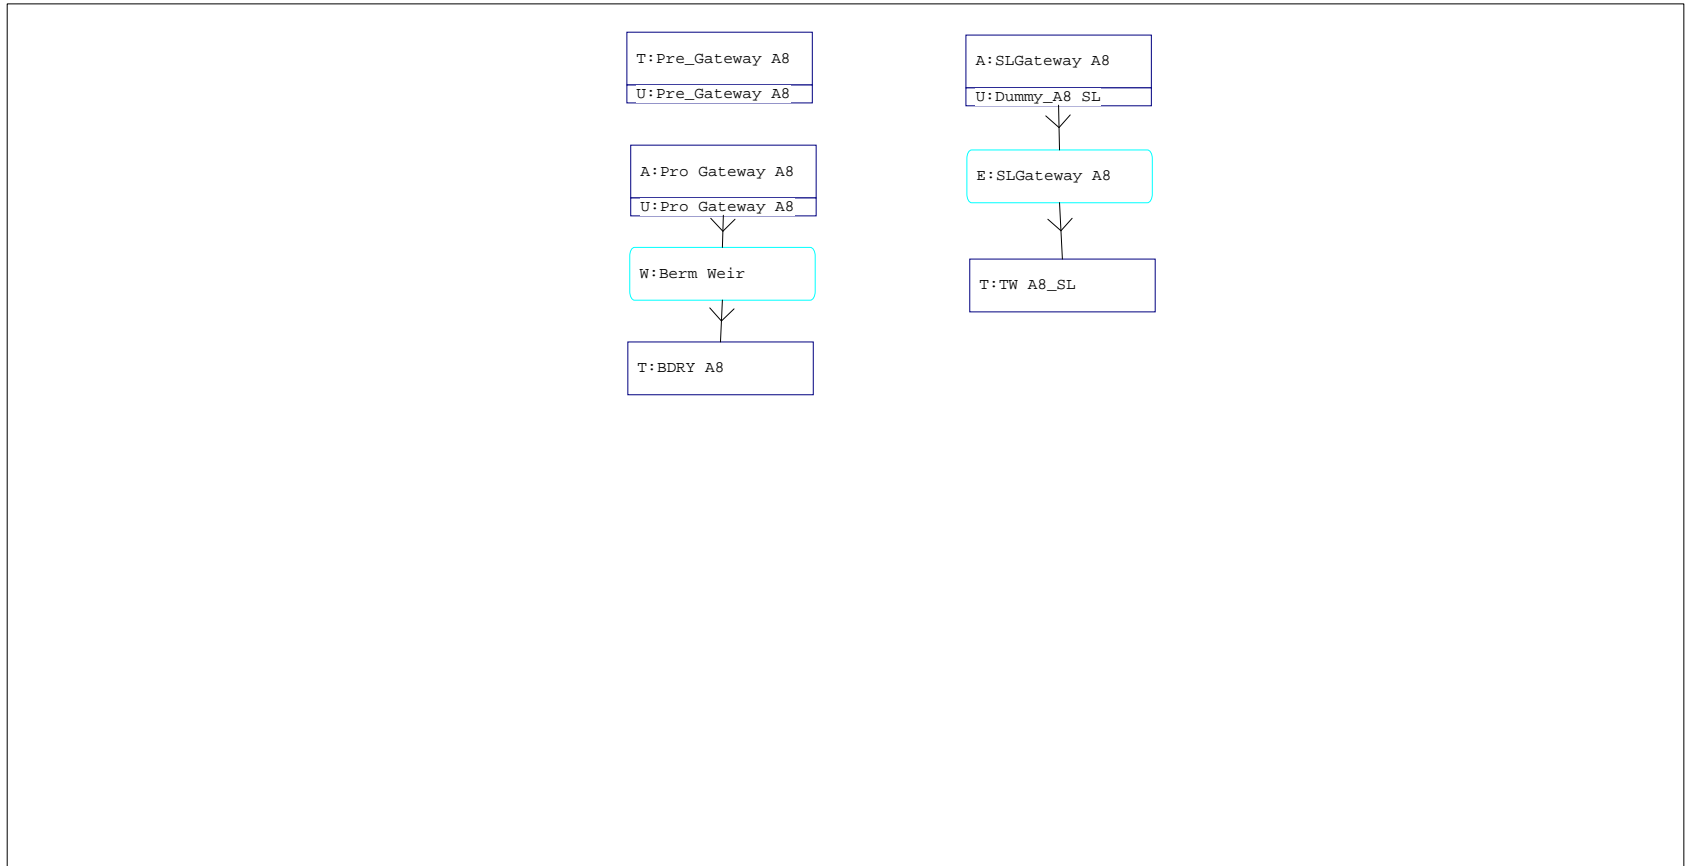 T:Pre_Gateway A8
U:Pre_Gateway A8
A:Pro Gateway A8
U:Pro Gateway A8
W:Berm Weir
T:BDRY A8
A:SLGateway A8
U:Dummy_A8 SL
E:SLGateway A8
T:TW A8_SL